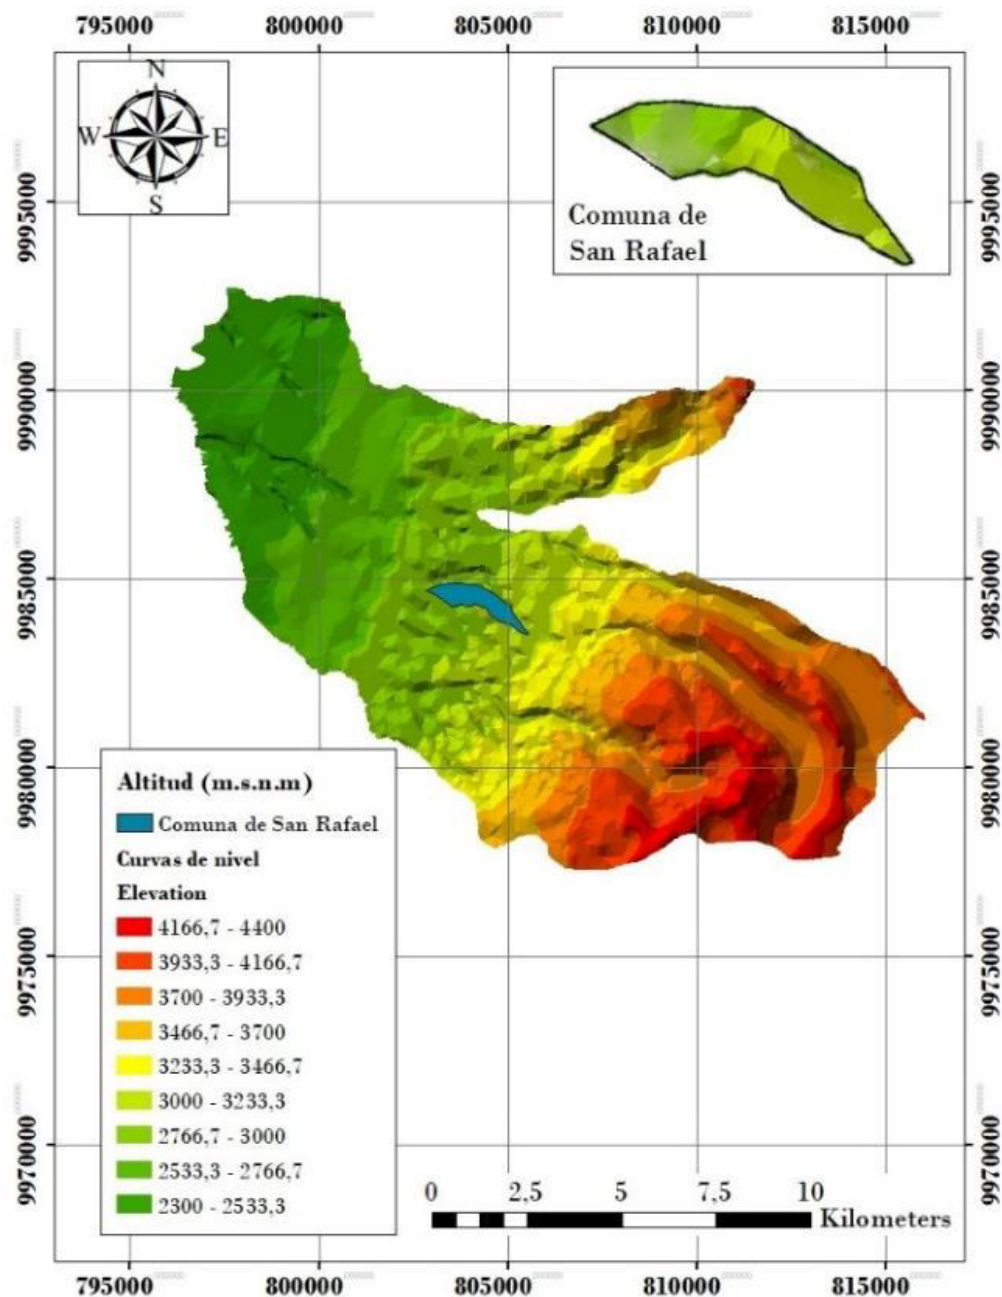 795000 800000 805000 810000 815000
N
W E
S
Comuna de
San Rafael
9995000 9995000
9990000 9990000
9985000 9985000
9980000 9980000
9975000 9975000
9970000 9970000
Altitud (m.s.n.m)
Comuna de San Rafael
Curvas de nivel
Elevation
4166,7 - 4400
3933,3 - 4166,7
3700 - 3933,3
3466,7 - 3700
3233,3 - 3466,7
3000 - 3233,3
2766,7 - 3000
2533,3 - 2766,7
2300 - 2533,3
0 2,5 5 7,5 10
Kilometers
795000 800000 805000 810000 815000